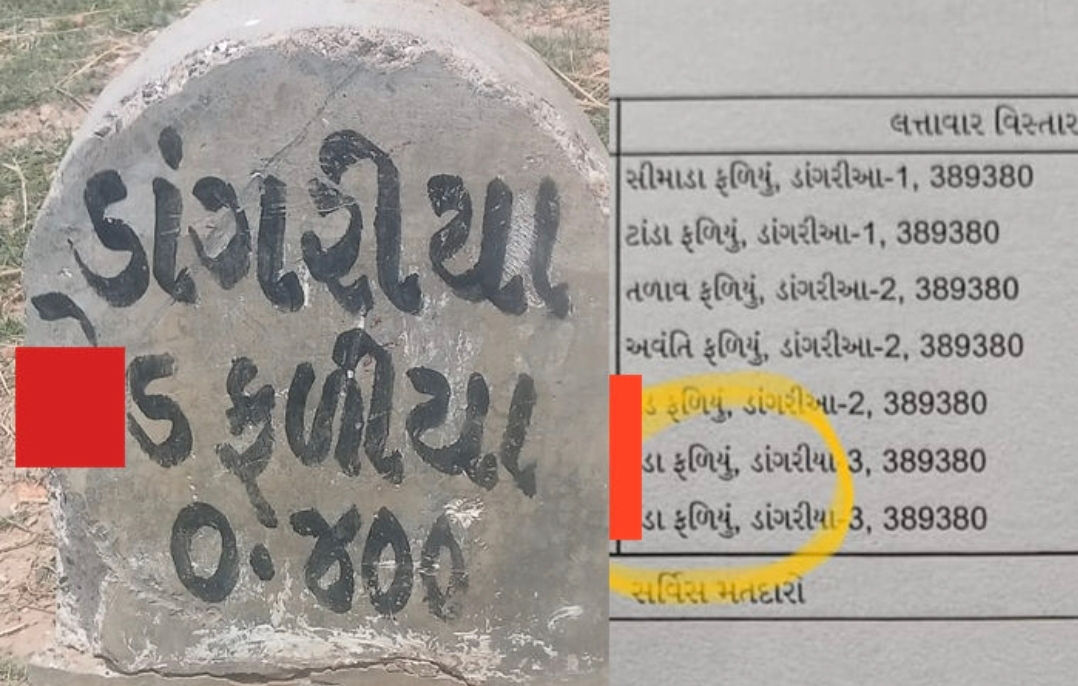 ડાંગરીયા
ડ ફળીયા
૦.૪૦૦
લત્તાવાર વિસ્તાર
સીમાડા ફળિયું, ડાંગરીઆ-1, 389380
ટાંડા ફળિયું, ડાંગરીઆ-1, 389380
તળાવ ફળિયું, ડાંગરીઆ-2, 389380
અવંતિ ફળિયું, ડાંગરીઆ-2, 389380
ડ ફળિયું, ડાંગરીઆ-2, 389380
ડા ફળિયું, ડાંગરીયા-3, 389380
ડા ફળિયું, ડાંગરીયા-3, 389380
સર્વિસ મતદારો